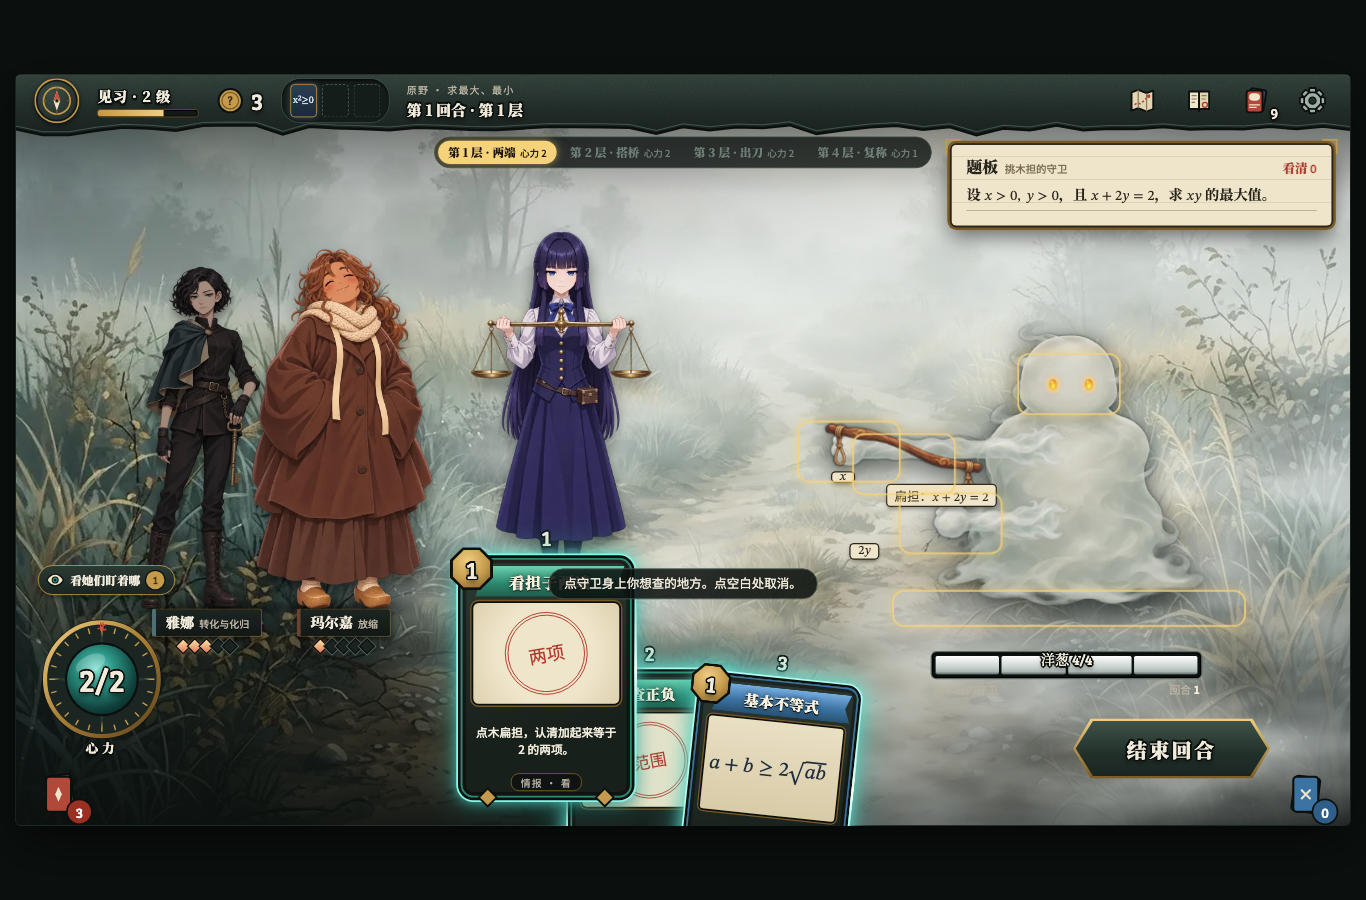 见习 · 2 级
?
3
x²≥0
原野 · 求最大、最小
第 1 回合 · 第 1 层
9
第 1 层 · 两端 心力 2
第 2 层 · 搭桥 心力 2
第 3 层 · 出刀 心力 2
第 4 层 · 复称 心力 1
题板 挑木担的守卫
看清 0
设 x > 0, y > 0，且 x + 2y = 2，求 xy 的最大值。
x
扁担：x + 2y = 2
2y
看她们盯着哪 1
雅娜 转化与化归
玛尔嘉 放缩
2/2
心力
3
1
1
看担子
点守卫身上你想查的地方。点空白处取消。
两项
点木扁担，认清加起来等于
2 的两项。
情报 · 看
2
查正负
范围
3
1
基本不等式
a + b ≥ 2√ab
洋葱 4/4
回合 1
结束回合
0